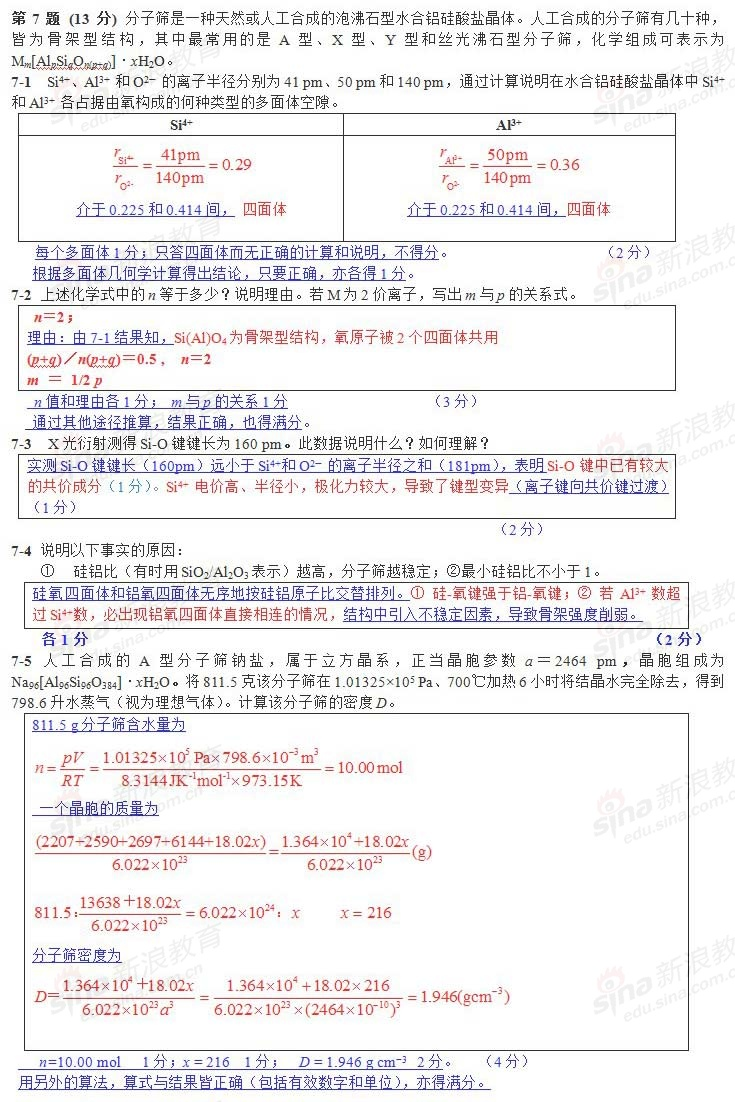 第 7 题 (13 分) 分子筛是一种天然或人工合成的泡沸石型水合铝硅酸盐晶体。人工合成的分子筛有几十种，
皆为骨架型结构，其中最常用的是 A 型、X 型、Y 型和丝光沸石型分子筛，化学组成可表示为
Mm[AlpSiqOn(p+q)]·xH2O。
7-1 Si4+、Al3+ 和 O2− 的离子半径分别为 41 pm、50 pm 和 140 pm，通过计算说明在水合铝硅酸盐晶体中 Si4+
和 Al3+ 各占据由氧构成的何种类型的多面体空隙。
Si4+ Al3+
rSi4+/rO2- = 41pm/140pm = 0.29 rAl3+/rO2- = 50pm/140pm = 0.36
介于 0.225 和 0.414 间， 四面体 介于 0.225 和 0.414 间，四面体
每个多面体 1 分；只答四面体而无正确的计算和说明，不得分。 （2 分）
根据多面体几何学计算得出结论，只要正确，亦各得 1 分。
7-2 上述化学式中的 n 等于多少？说明理由。若 M 为 2 价离子，写出 m 与 p 的关系式。
n＝2；
理由：由 7-1 结果知，Si(Al)O4 为骨架型结构，氧原子被 2 个四面体共用
(p+q)／n(p+q)＝0.5， n＝2
m ＝ 1/2 p
n 值和理由各 1 分； m 与 p 的关系 1 分 （3 分）
通过其他途径推算，结果正确，也得满分。
7-3 X 光衍射测得 Si-O 键键长为 160 pm。此数据说明什么？如何理解？
实测 Si-O 键键长（160pm）远小于 Si4+和 O2− 的离子半径之和（181pm），表明 Si-O 键中已有较大
的共价成分（1 分）。Si4+ 电价高、半径小，极化力较大，导致了键型变异（离子键向共价键过渡）
（1 分）
（2 分）
7-4 说明以下事实的原因：
① 硅铝比（有时用 SiO2/Al2O3 表示）越高，分子筛越稳定；②最小硅铝比不小于 1。
硅氧四面体和铝氧四面体无序地按硅铝原子比交替排列。① 硅-氧键强于铝-氧键；② 若 Al3+ 数超
过 Si4+数，必出现铝氧四面体直接相连的情况，结构中引入不稳定因素，导致骨架强度削弱。
各 1 分 （2 分）
7-5 人工合成的 A 型分子筛钠盐，属于立方晶系，正当晶胞参数 a＝2464 pm，晶胞组成为
Na96[Al96Si96O384]·xH2O。将 811.5 克该分子筛在 1.01325×10⁵ Pa、700℃加热 6 小时将结晶水完全除去，得到
798.6 升水蒸气（视为理想气体）。计算该分子筛的密度 D。
811.5 g 分子筛含水量为
n = pV/RT = 1.01325×10⁵ Pa×798.6×10⁻³ m³/8.3144JK⁻¹mol⁻¹×973.15K = 10.00 mol
一个晶胞的质量为
(2207+2590+2697+6144+18.02x)/6.022×10²³ = 1.364×10⁴+18.02x/6.022×10²³ (g)
811.5：13638+18.02x/6.022×10²³ = 6.022×10²⁴：x x = 216
分子筛密度为
D＝1.364×10⁴+18.02x/6.022×10²³a³ = 1.364×10⁴+18.02×216/6.022×10²³×(2464×10⁻¹⁰)³ = 1.946(gcm⁻³)
n=10.00 mol 1 分；x = 216 1 分； D = 1.946 g cm⁻³ 2 分。 （4 分）
用另外的算法，算式与结果皆正确（包括有效数字和单位），亦得满分。